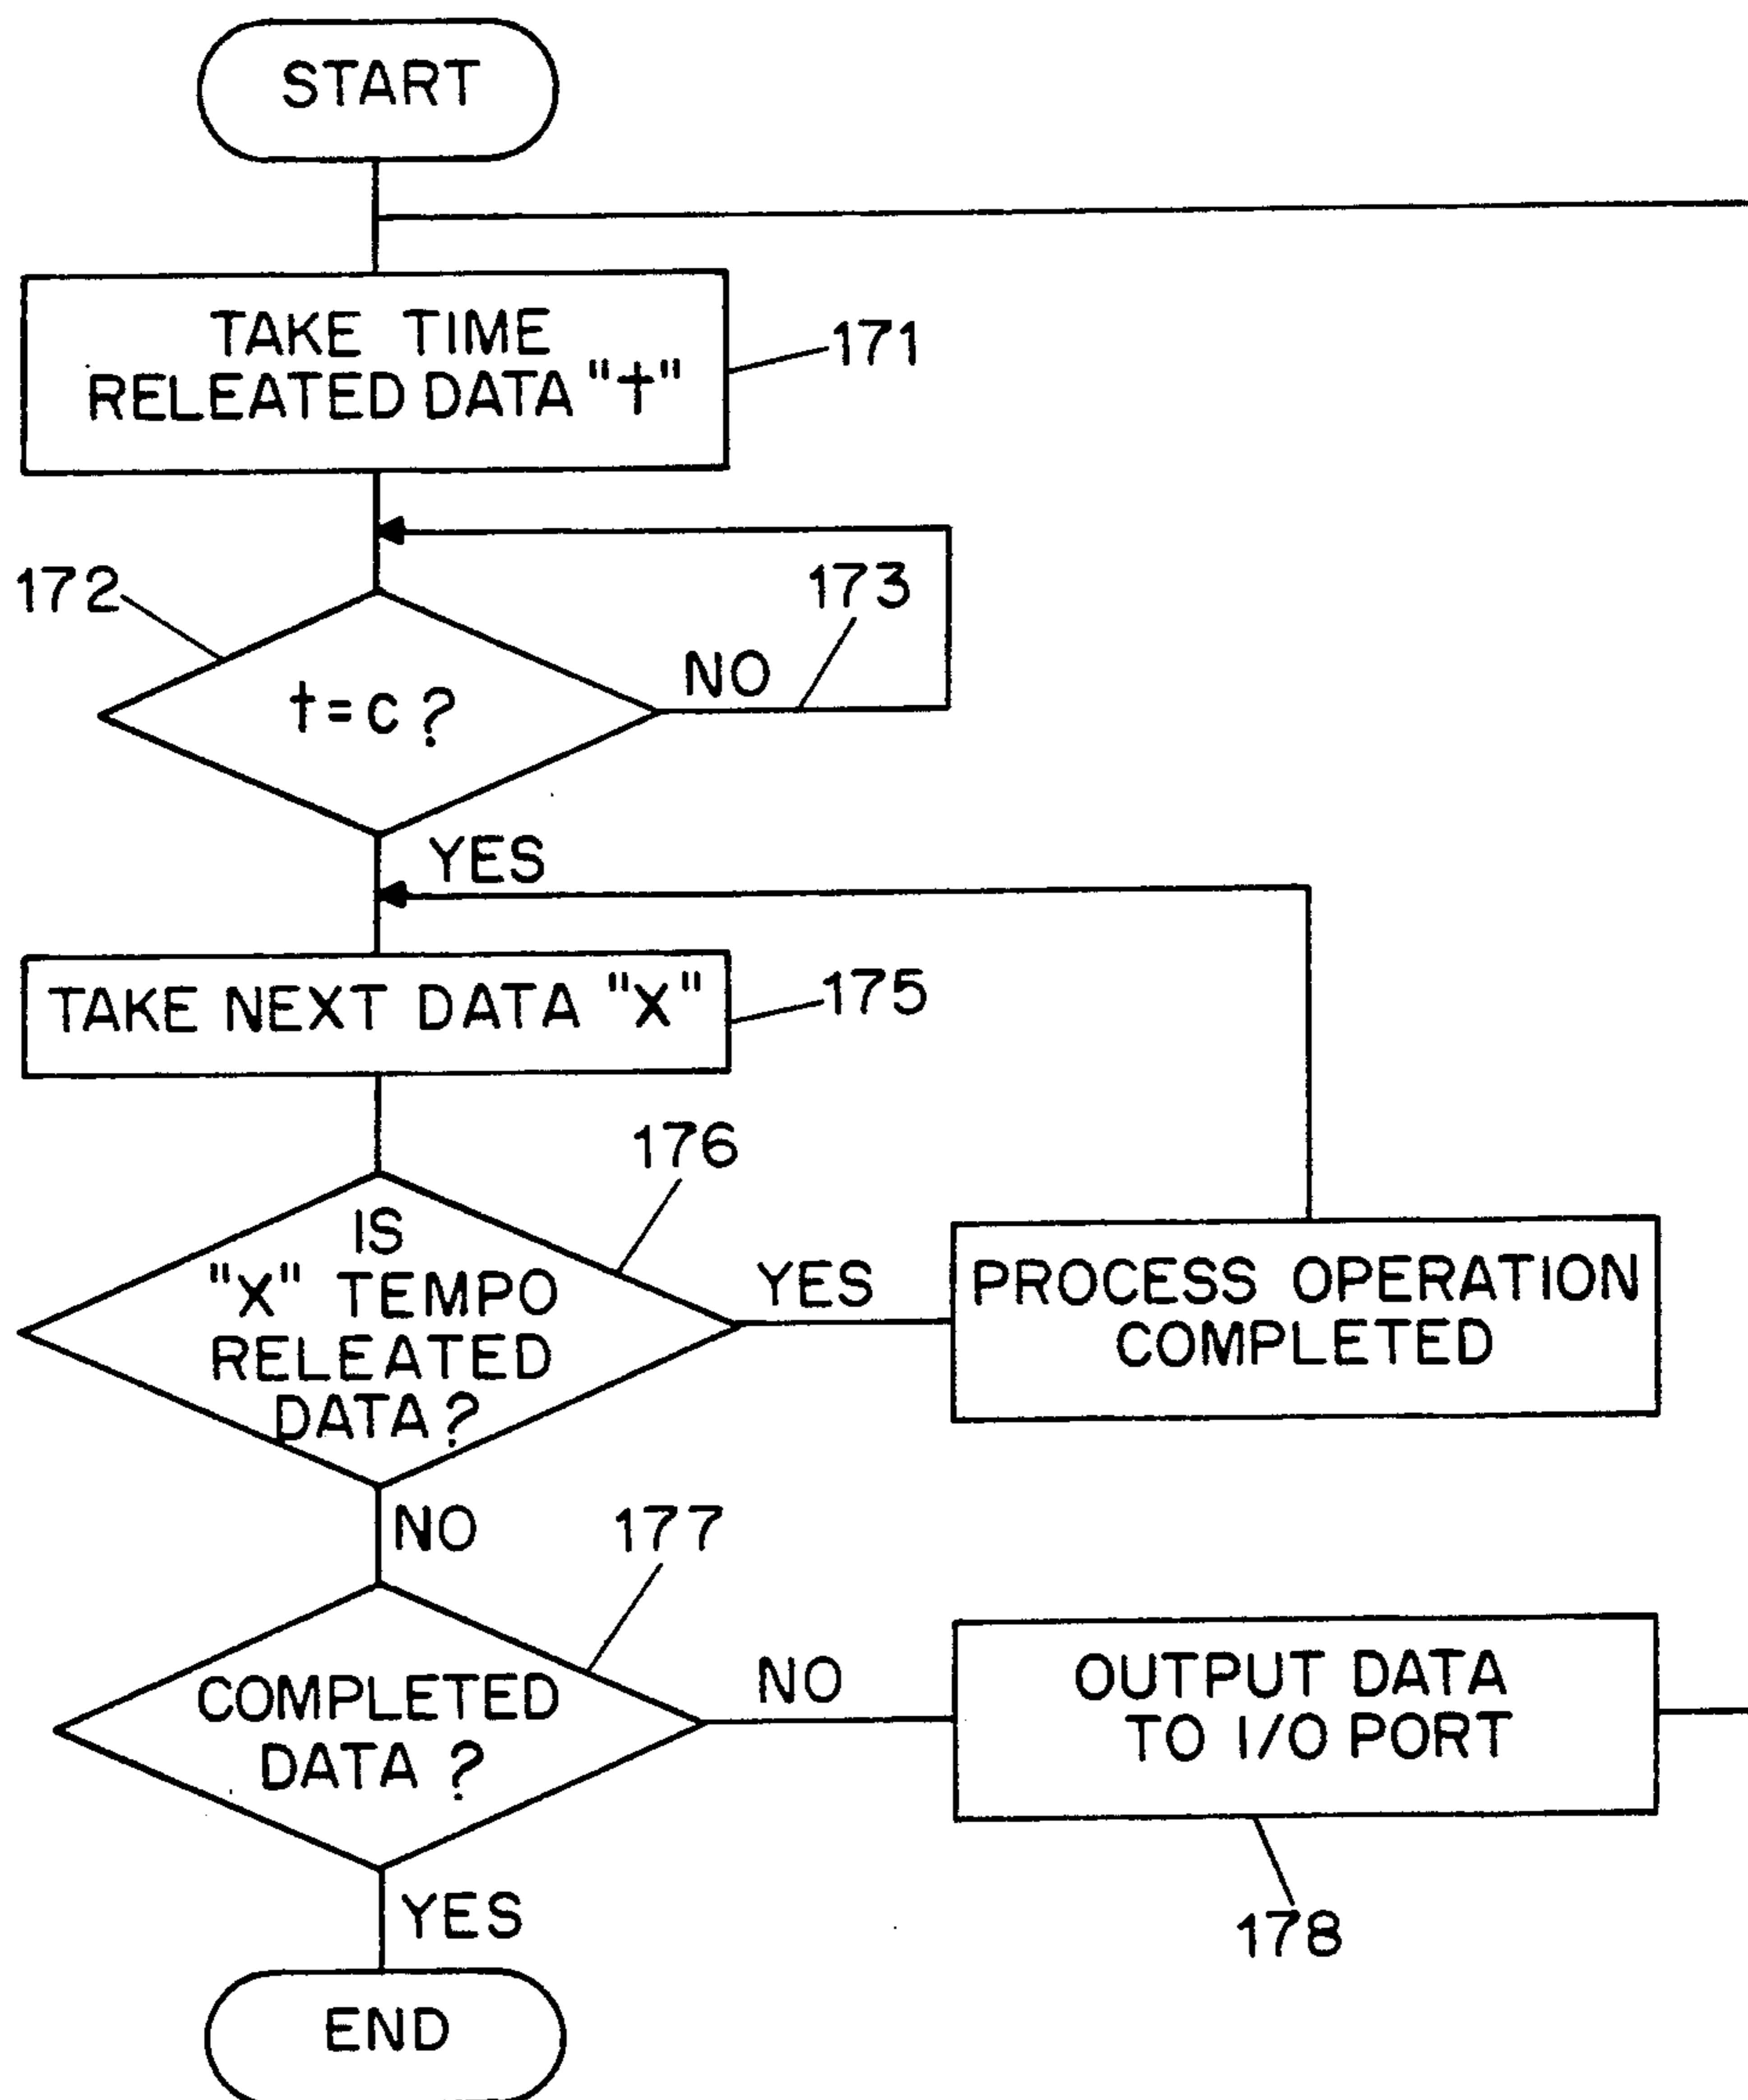 START
TAKE TIME
RELEATED DATA "t"
171
172
173
NO
t=c?
YES
TAKE NEXT DATA "X"
175
176
IS
"X" TEMPO
RELEATED
DATA?
YES
PROCESS OPERATION
COMPLETED
NO
177
COMPLETED
DATA ?
NO
OUTPUT DATA
TO I/O PORT
178
YES
END